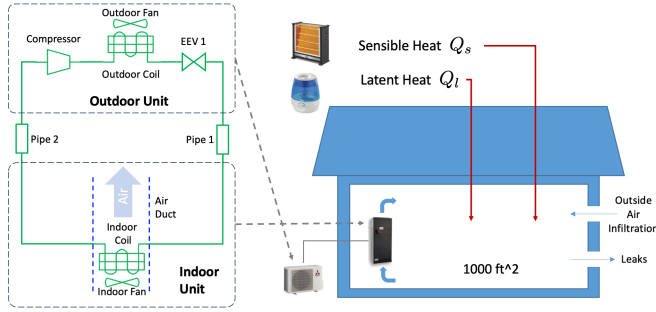 Outdoor Fan
Compressor
EEV 1
Outdoor Coil
Outdoor Unit
Pipe 2
Pipe 1
Air
Air
Duct
Indoor
Coil
Indoor Fan
Indoor
Unit
Sensible Heat Qs
Latent Heat Ql
Outside
Air
Infiltration
Leaks
1000 ft^2